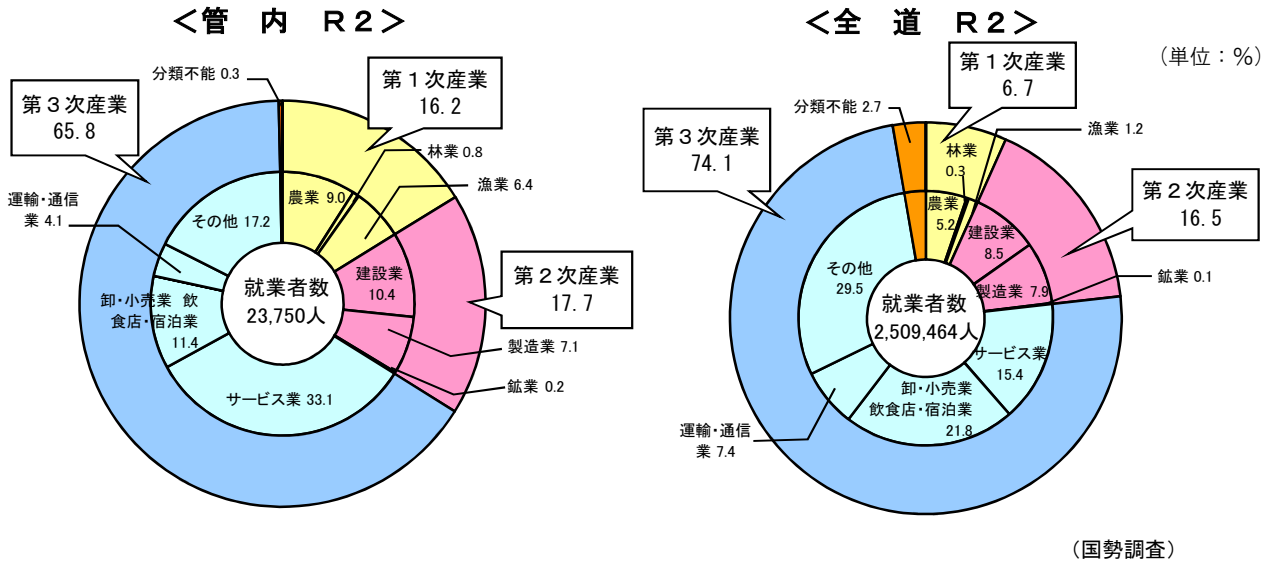 <管 内 R2>
分類不能 0.3
第1次産業
16.2
第3次産業
65.8
林業 0.8
漁業 6.4
農業 9.0
運輸・通信
業 4.1
その他 17.2
建設業
10.4
第2次産業
17.7
就業者数
23,750人
卸・小売業 飲
食店・宿泊業
11.4
製造業 7.1
鉱業 0.2
サービス業 33.1
<全 道 R2>
(単位:%)
第1次産業
6.7
分類不能 2.7
漁業 1.2
第3次産業
74.1
林業
0.3
農業
5.2
第2次産業
16.5
建設業
8.5
その他
29.5
鉱業 0.1
製造業 7.9
就業者数
2,509,464人
サービス業
15.4
卸・小売業
飲食店・宿泊業
21.8
運輸・通信
業 7.4
(国勢調査)